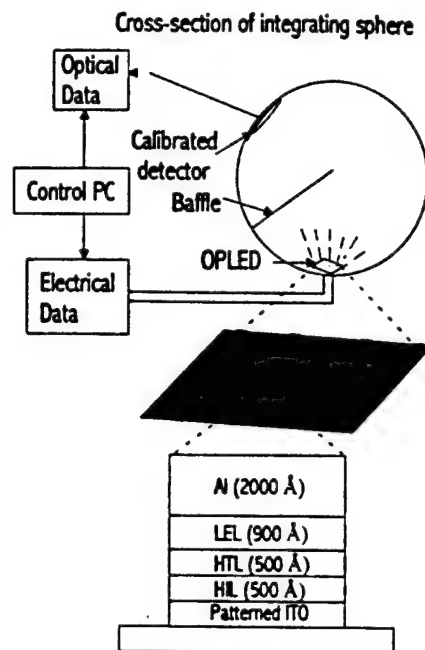 Cross-section of integrating sphere
Optical
Data
Calibrated
detector
Control PC
Baffle
OPLED
Electrical
Data
Al (2000 Å)
LEL (900 Å)
HTL (500 Å)
HIL (500 Å)
Patterned ITO